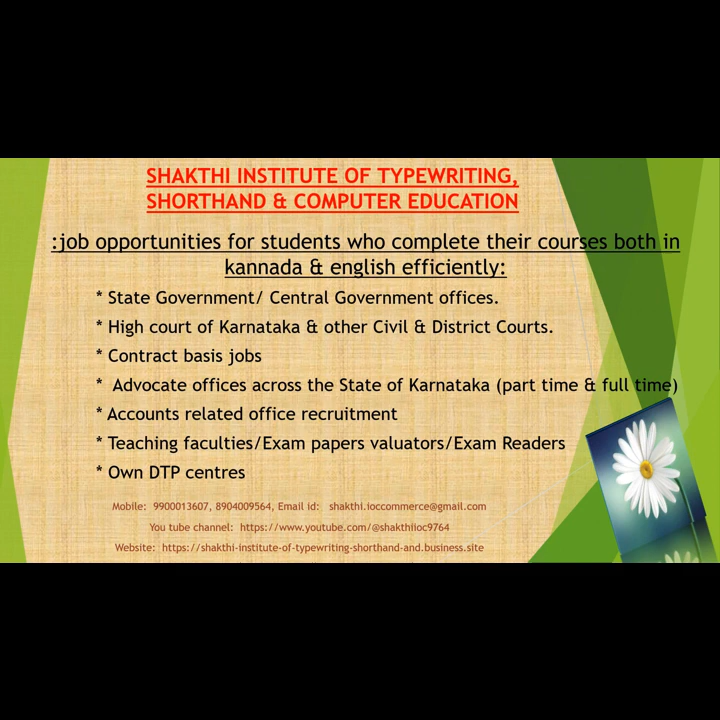 SHAKTHI INSTITUTE OF TYPEWRITING,
SHORTHAND & COMPUTER EDUCATION
:job opportunities for students who complete their courses both in
kannada & english efficiently:
* State Government/ Central Government offices.
* High court of Karnataka & other Civil & District Courts.
* Contract basis jobs
* Advocate offices across the State of Karnataka (part time & full time)
* Accounts related office recruitment
* Teaching faculties/Exam papers valuators/Exam Readers
* Own DTP centres
Mobile: 9900013607, 8904009564, Email id: shakthi.ioccommerce@gmail.com
You tube channel: https://www.youtube.com/@shakthiioc9764
Website: https://shakthi-institute-of-typewriting-shorthand-and.business.site